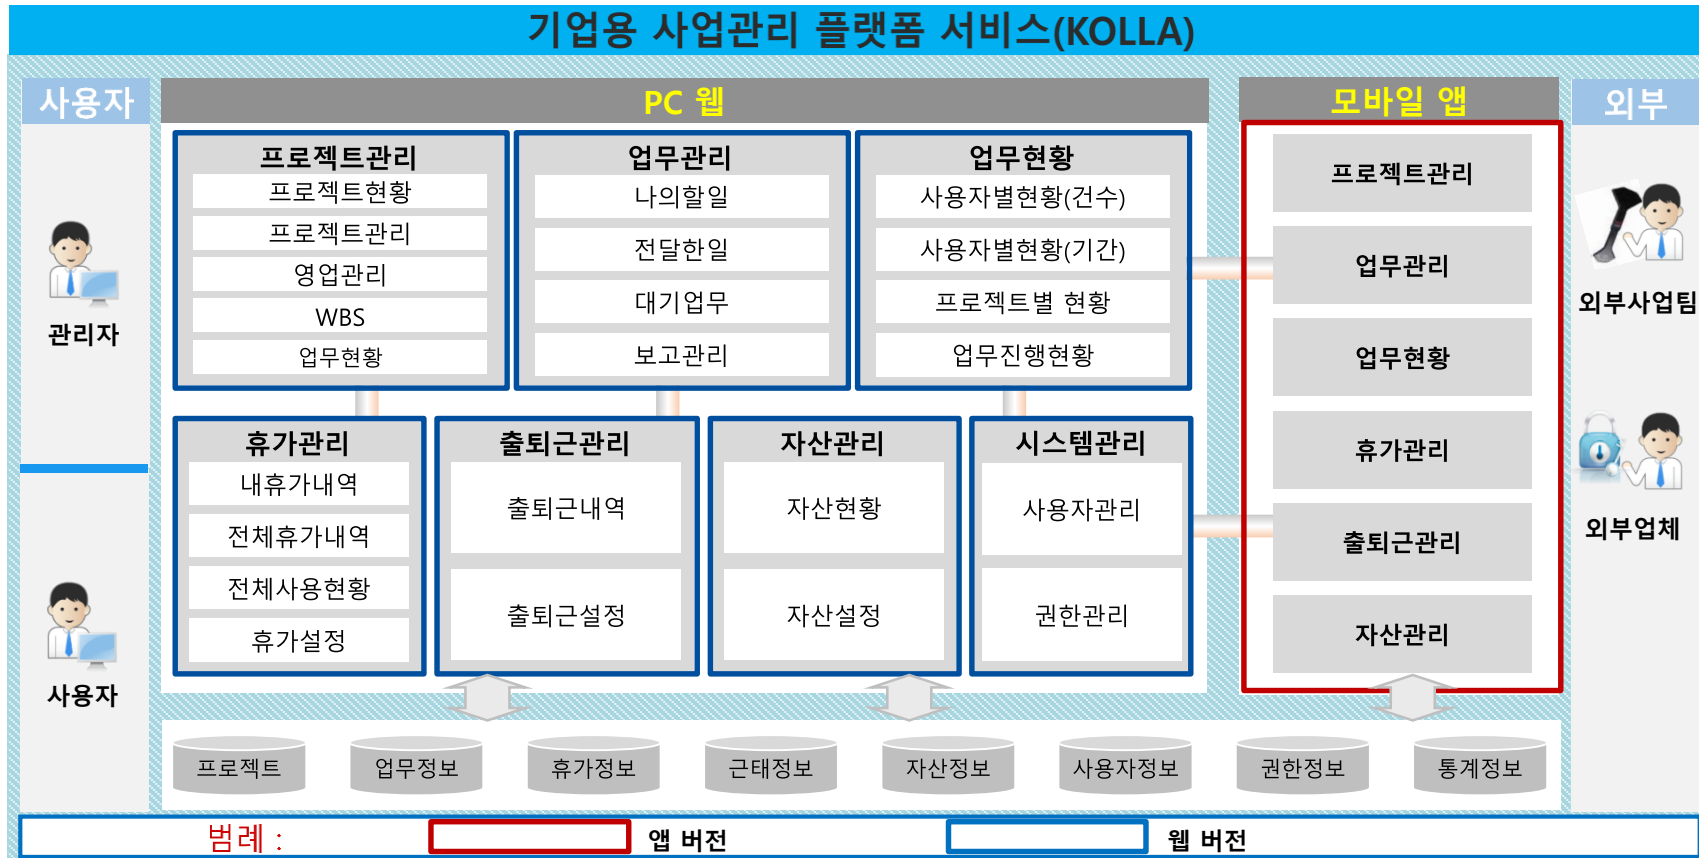 기업용 사업관리 플랫폼 서비스(KOLLA)
사용자
관리자
사용자
PC 웹
프로젝트관리
프로젝트현황
프로젝트관리
영업관리
WBS
업무현황
업무관리
나의할일
전달한일
대기업무
보고관리
업무현황
사용자별현황(건수)
사용자별현황(기간)
프로젝트별 현황
업무진행현황
휴가관리
내휴가내역
전체휴가내역
전체사용현황
휴가설정
출퇴근관리
출퇴근내역
출퇴근설정
자산관리
자산현황
자산설정
시스템관리
사용자관리
권한관리
모바일 앱
프로젝트관리
업무관리
업무현황
휴가관리
출퇴근관리
자산관리
외부
외부사업팀
외부업체
프로젝트
업무정보
휴가정보
근태정보
자산정보
사용자정보
권한정보
통계정보
범례 :
앱 버전
웹 버전